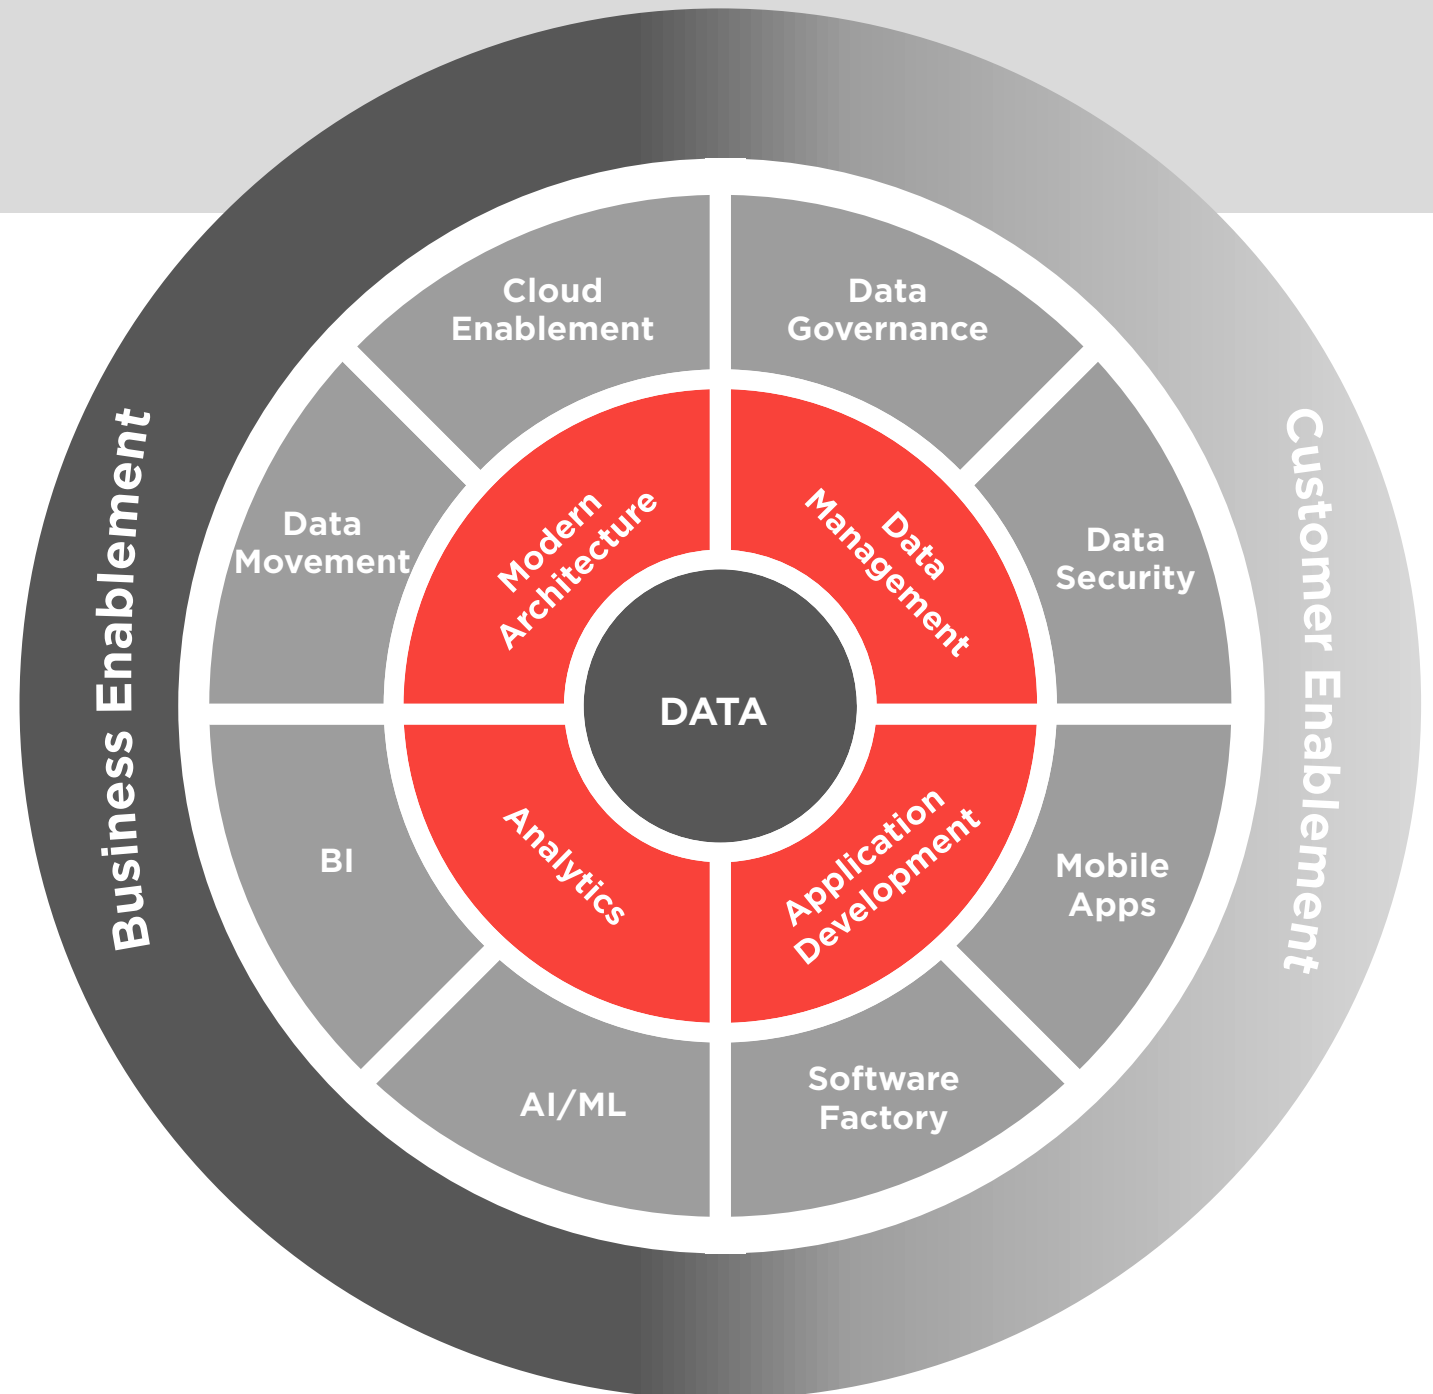 Cloud
Enablement
Data
Governance
Data
Movement
Modern
Architecture
Data
Management
Data
Security
Business Enablement
DATA
Customer Enablement
BI
Analytics
Application
Development
Mobile
Apps
AI/ML
Software
Factory